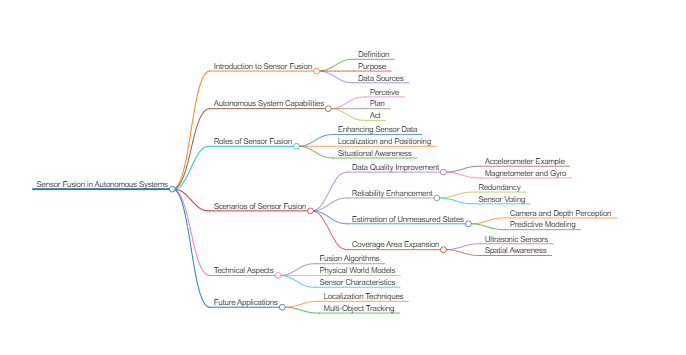 Sensor Fusion in Autonomous Systems
Introduction to Sensor Fusion
Definition
Purpose
Data Sources
Autonomous System Capabilities
Perceive
Plan
Act
Roles of Sensor Fusion
Enhancing Sensor Data
Localization and Positioning
Situational Awareness
Scenarios of Sensor Fusion
Data Quality Improvement
Accelerometer Example
Magnetometer and Gyro
Reliability Enhancement
Redundancy
Sensor Voting
Estimation of Unmeasured States
Camera and Depth Perception
Predictive Modeling
Coverage Area Expansion
Ultrasonic Sensors
Spatial Awareness
Technical Aspects
Fusion Algorithms
Physical World Models
Sensor Characteristics
Future Applications
Localization Techniques
Multi-Object Tracking